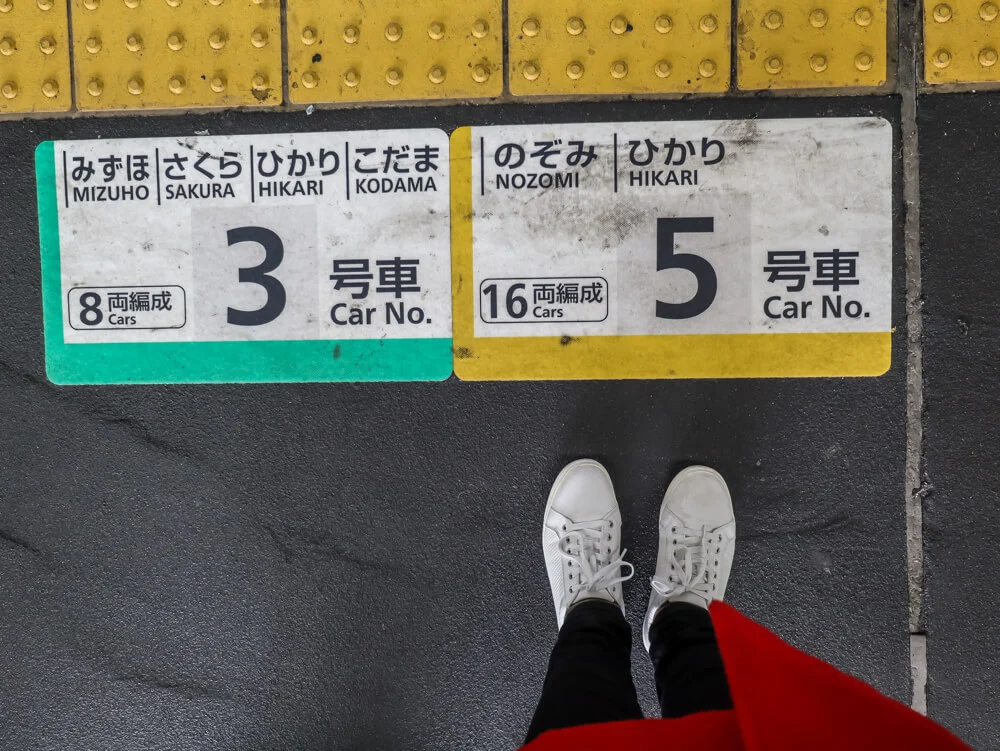 みずほ さくら ひかり こだま
MIZUHO SAKURA HIKARI KODAMA
3 号車
Car No.
8 両編成
Cars
のぞみ ひかり
NOZOMI HIKARI
5 号車
Car No.
16 両編成
Cars